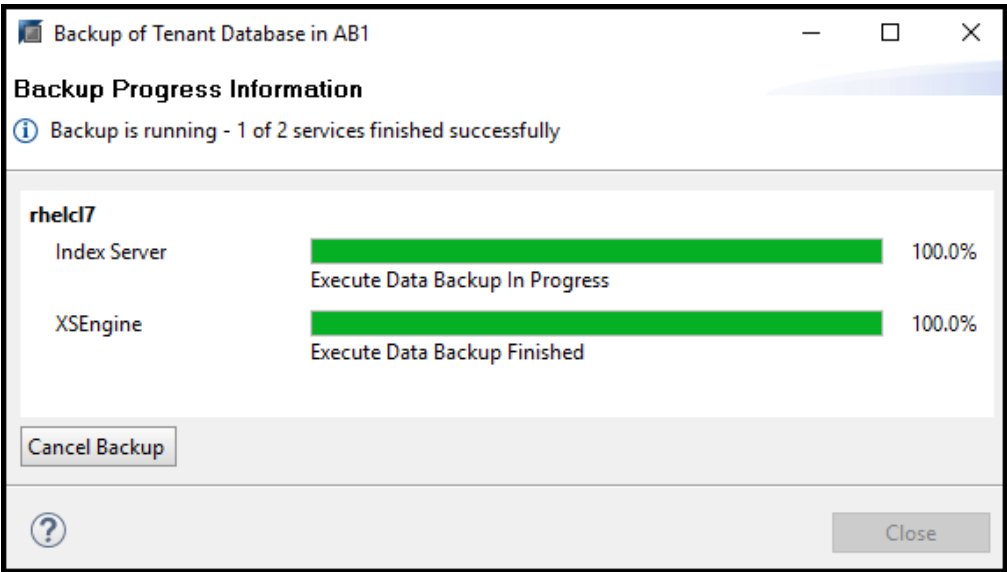 Backup of Tenant Database in AB1
Backup Progress Information
Backup is running - 1 of 2 services finished successfully
rhelcl7
Index Server 100.0%
Execute Data Backup In Progress
XSEngine 100.0%
Execute Data Backup Finished
Cancel Backup
Close